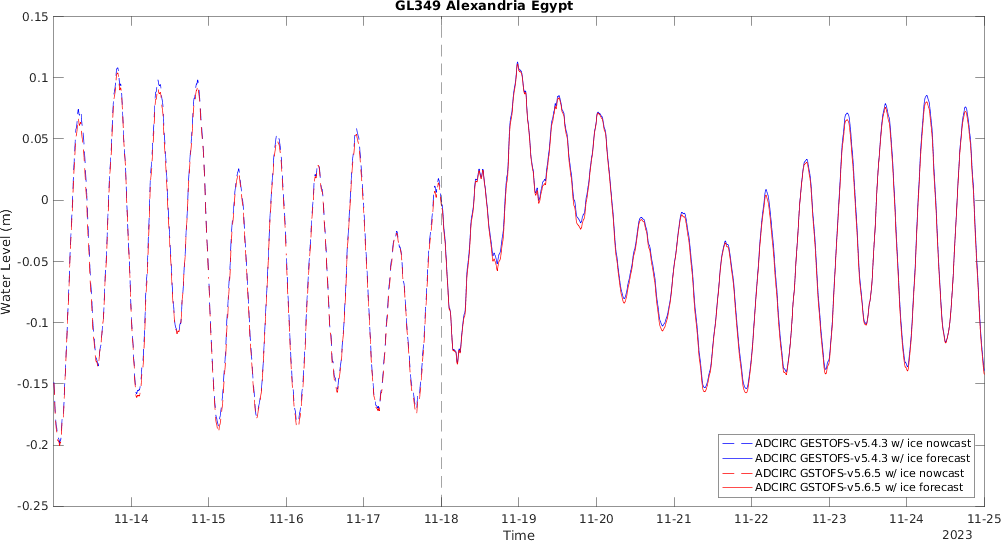 GL349 Alexandria Egypt
0.15
0.1
0.05
0
-0.05
-0.1
-0.15
-0.2
-0.25
Water Level (m)
ADCIRC GESTOFS-v5.4.3 w/ ice nowcast
ADCIRC GESTOFS-v5.4.3 w/ ice forecast
ADCIRC GSTOFS-v5.6.5 w/ ice nowcast
ADCIRC GSTOFS-v5.6.5 w/ ice forecast
11-14 11-15 11-16 11-17 11-18 11-19 11-20 11-21 11-22 11-23 11-24 11-25
Time
2023